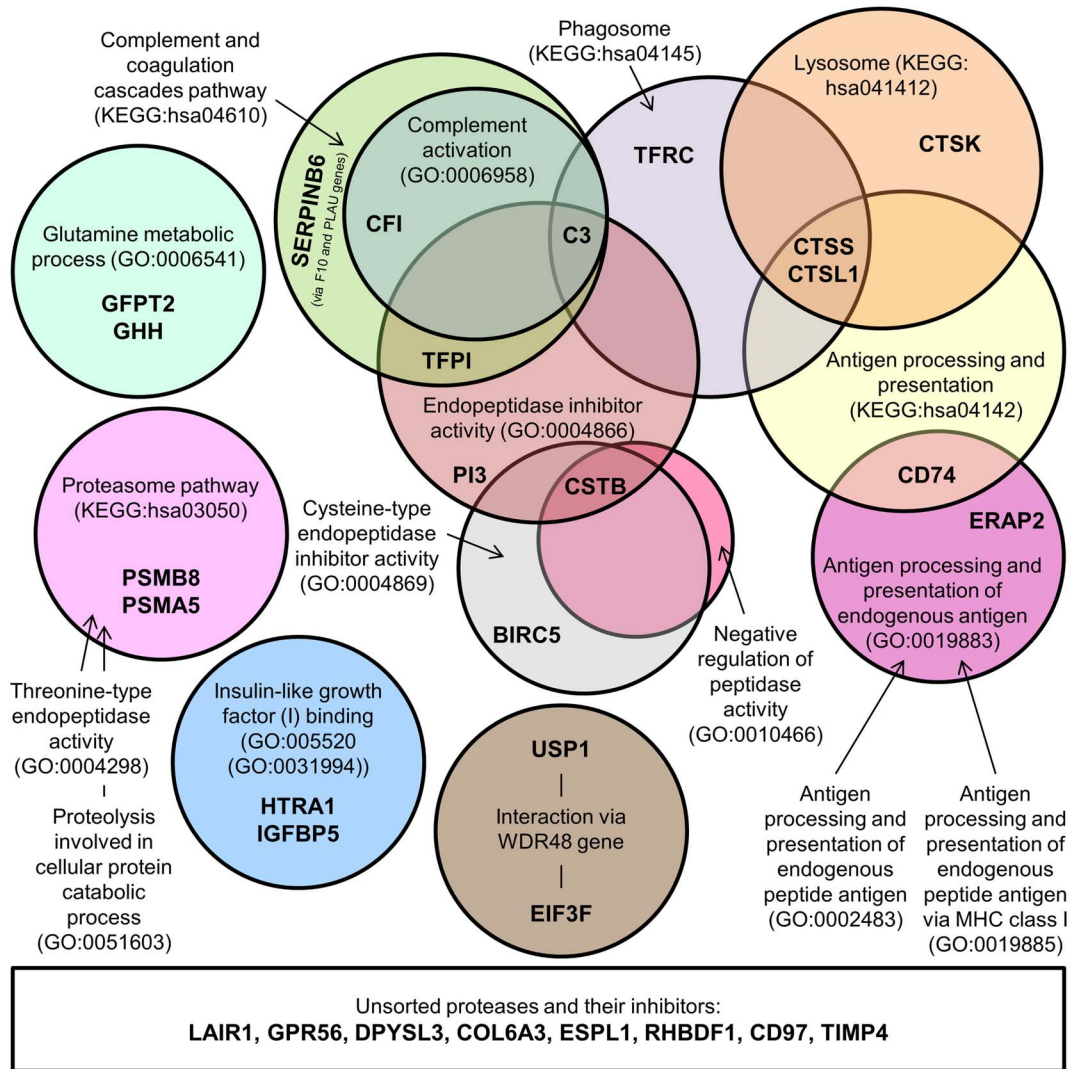 Complement and
coagulation
cascades pathway
(KEGG:hsa04610)
Phagosome
(KEGG:hsa04145)
Lysosome (KEGG:
hsa041412)
CTSK
Complement
activation
(GO:0006958)
TFRC
SERPINB6
(via F10 and PLAU genes)
CFI
C3
CTSS
CTSL1
Glutamine metabolic
process (GO:0006541)
GFPT2
GHH
TFPI
Antigen processing and
presentation
(KEGG:hsa04142)
Endopeptidase inhibitor
activity (GO:0004866)
PI3
CSTB
CD74
ERAP2
Proteasome pathway
(KEGG:hsa03050)
PSMB8
PSMA5
Cysteine-type
endopeptidase
inhibitor activity
(GO:0004869)
Antigen processing and
presentation of
endogenous antigen
(GO:0019883)
BIRC5
Negative
regulation of
peptidase
activity
(GO:0010466)
Threonine-type
endopeptidase
activity
(GO:0004298)
Insulin-like growth
factor (I) binding
(GO:005520
(GO:0031994))
HTRA1
IGFBP5
USP1
Interaction via
WDR48 gene
EIF3F
Proteolysis
involved in
cellular protein
catabolic
process
(GO:0051603)
Antigen
processing and
presentation of
endogenous
peptide antigen
(GO:0002483)
Antigen
processing and
presentation of
endogenous
peptide antigen
via MHC class I
(GO:0019885)
Unsorted proteases and their inhibitors:
LAIR1, GPR56, DPYSL3, COL6A3, ESPL1, RHBDF1, CD97, TIMP4